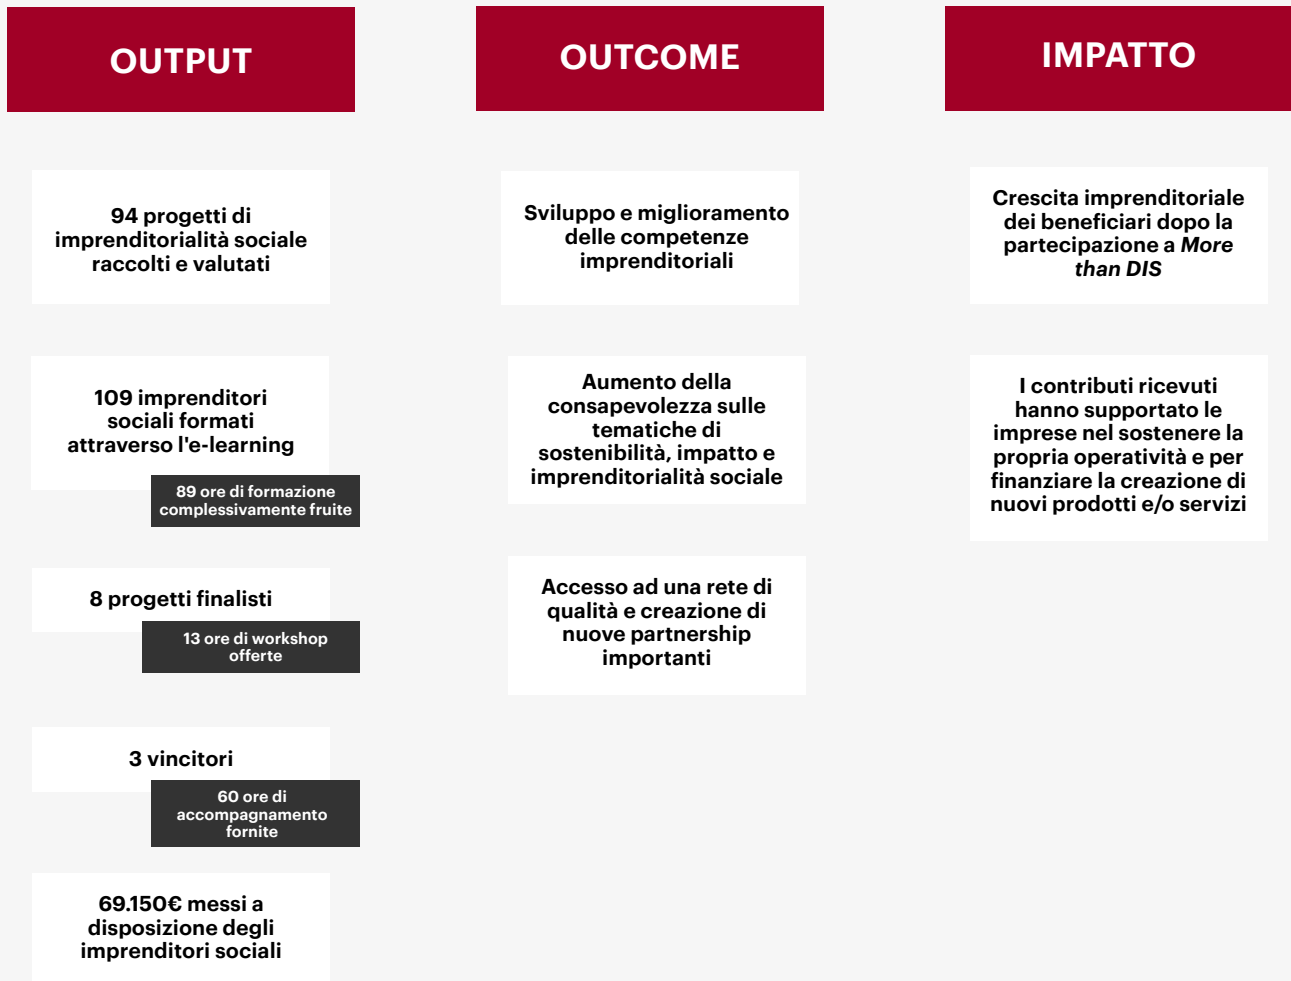 OUTPUT
94 progetti di
imprenditorialità sociale
raccolti e valutati
109 imprenditori
sociali formati
attraverso l'e-learning
89 ore di formazione
complessivamente fruite
8 progetti finalisti
13 ore di workshop
offerte
3 vincitori
60 ore di
accompagnamento
fornite
69.150€ messi a
disposizione degli
imprenditori sociali
OUTCOME
Sviluppo e miglioramento
delle competenze
imprenditoriali
Aumento della
consapevolezza sulle
tematiche di
sostenibilità, impatto e
imprenditorialità sociale
Accesso ad una rete di
qualità e creazione di
nuove partnership
importanti
IMPATTO
Crescita imprenditoriale
dei beneficiari dopo la
partecipazione a More
than DIS
I contributi ricevuti
hanno supportato le
imprese nel sostenere la
propria operatività e per
finanziare la creazione di
nuovi prodotti e/o servizi